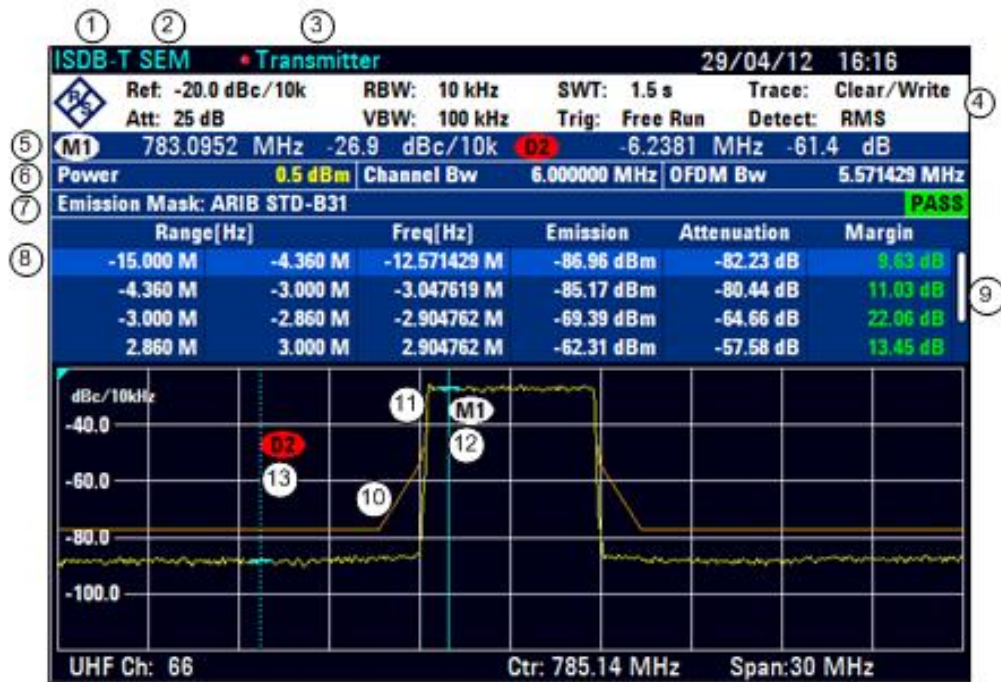 1 2 3
ISDB-T SEM Transmitter 29/04/12 16:16
R&S Ref: -20.0 dBc/10k RBW: 10 kHz SWT: 1.5 s Trace: Clear/Write
4
Att: 25 dB VBW: 100 kHz Trig: Free Run Detect: RMS
5 M1 783.0952 MHz -26.9 dBc/10k D2 -6.2381 MHz -61.4 dB
6 Power 0.5 dBm Channel Bw 6.000000 MHz OFDM Bw 5.571429 MHz
7 Emission Mask: ARIB STD-B31 PASS
Range[Hz] Freq[Hz] Emission Attenuation Margin
8 -15.000 M -4.360 M -12.571429 M -86.96 dBm -82.23 dB 9.63 dB
-4.360 M -3.000 M -3.047619 M -85.17 dBm -80.44 dB 11.03 dB
9
-3.000 M -2.860 M -2.904762 M -69.39 dBm -64.66 dB 22.06 dB
2.860 M 3.000 M 2.904762 M -62.31 dBm -57.58 dB 13.45 dB
dBc/10kHz
11 M1
-40.0
D2 12
13
-60.0
10
-80.0
-100.0
UHF Ch: 66 Ctr: 785.14 MHz Span:30 MHz